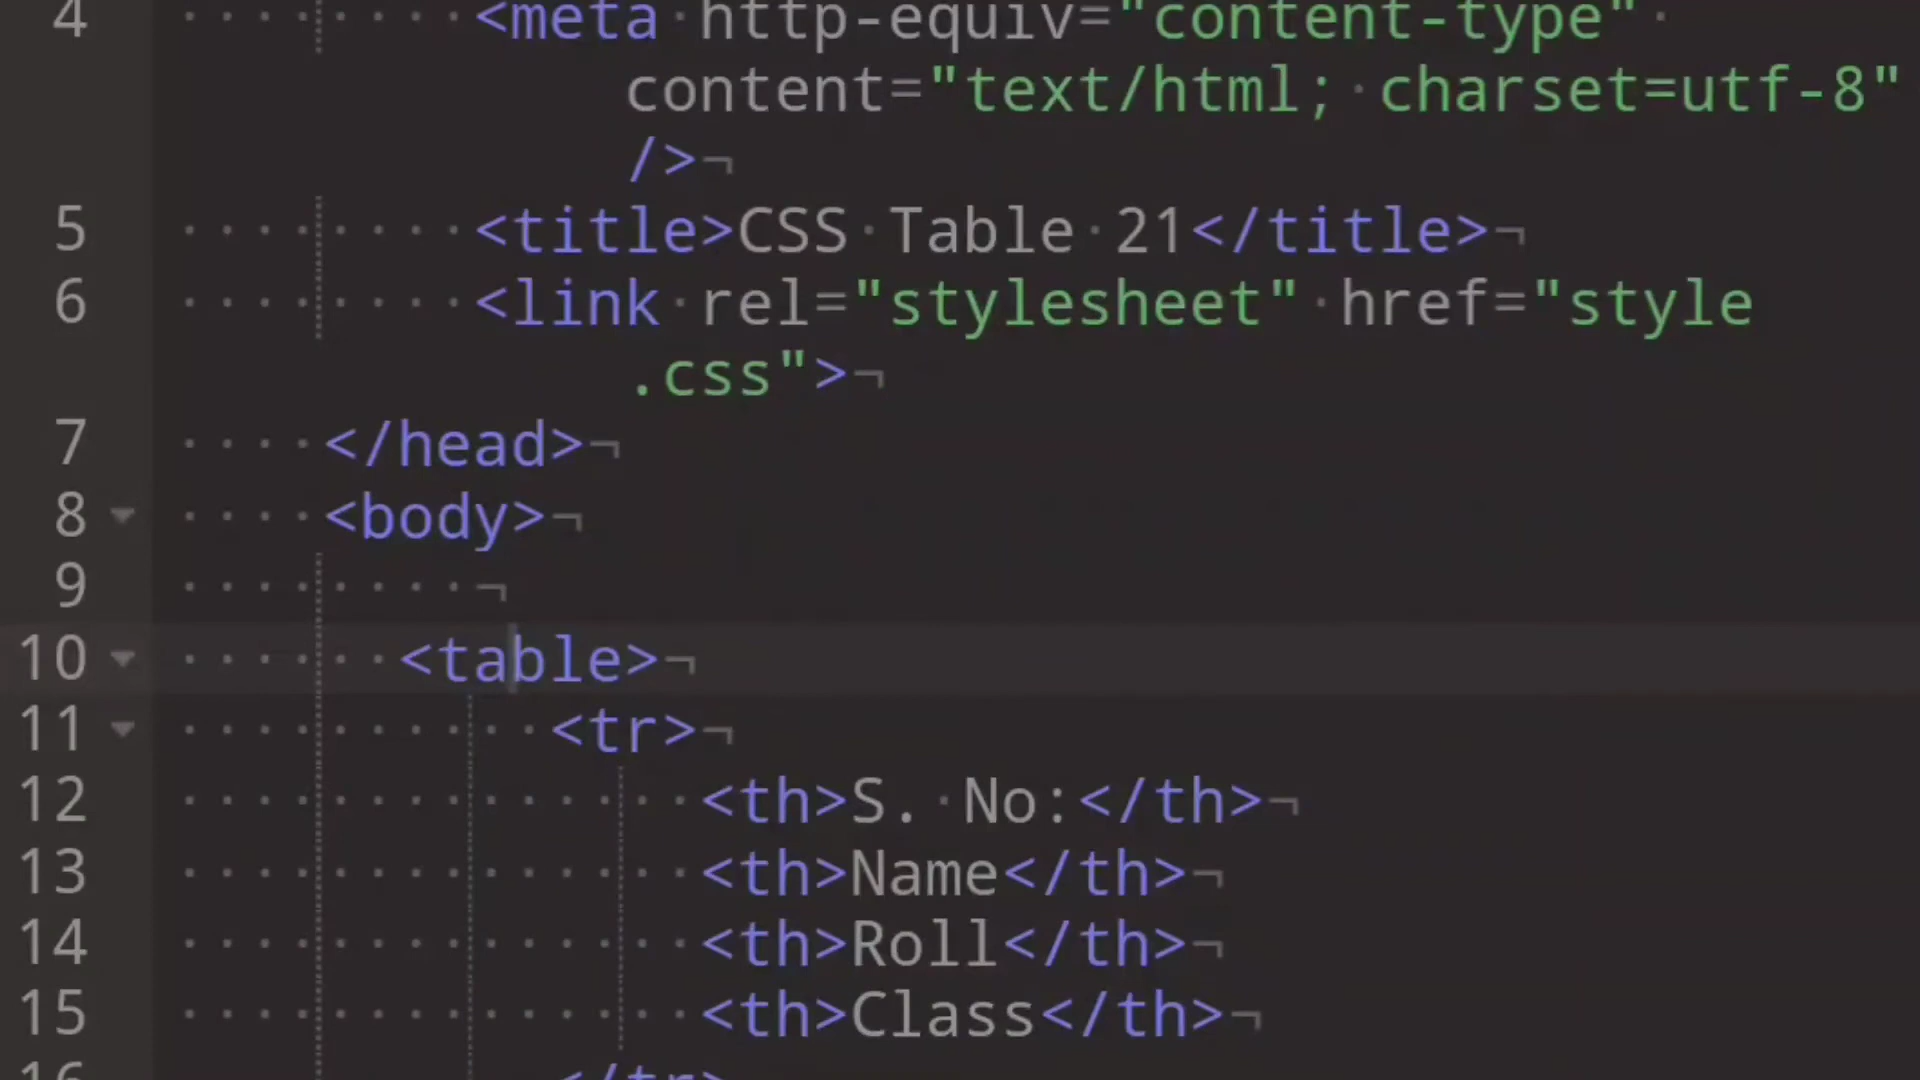 4 <meta http-equiv="content-type"
content="text/html; charset=utf-8"
/>¬
5 <title>CSS Table 21</title>¬
6 <link rel="stylesheet" href="style
.css">¬
7 </head>¬
8 <body>¬
9 ¬
10 <table>¬
11 <tr>¬
12 <th>S. No:</th>¬
13 <th>Name</th>¬
14 <th>Roll</th>¬
15 <th>Class</th>¬
16 </tr>